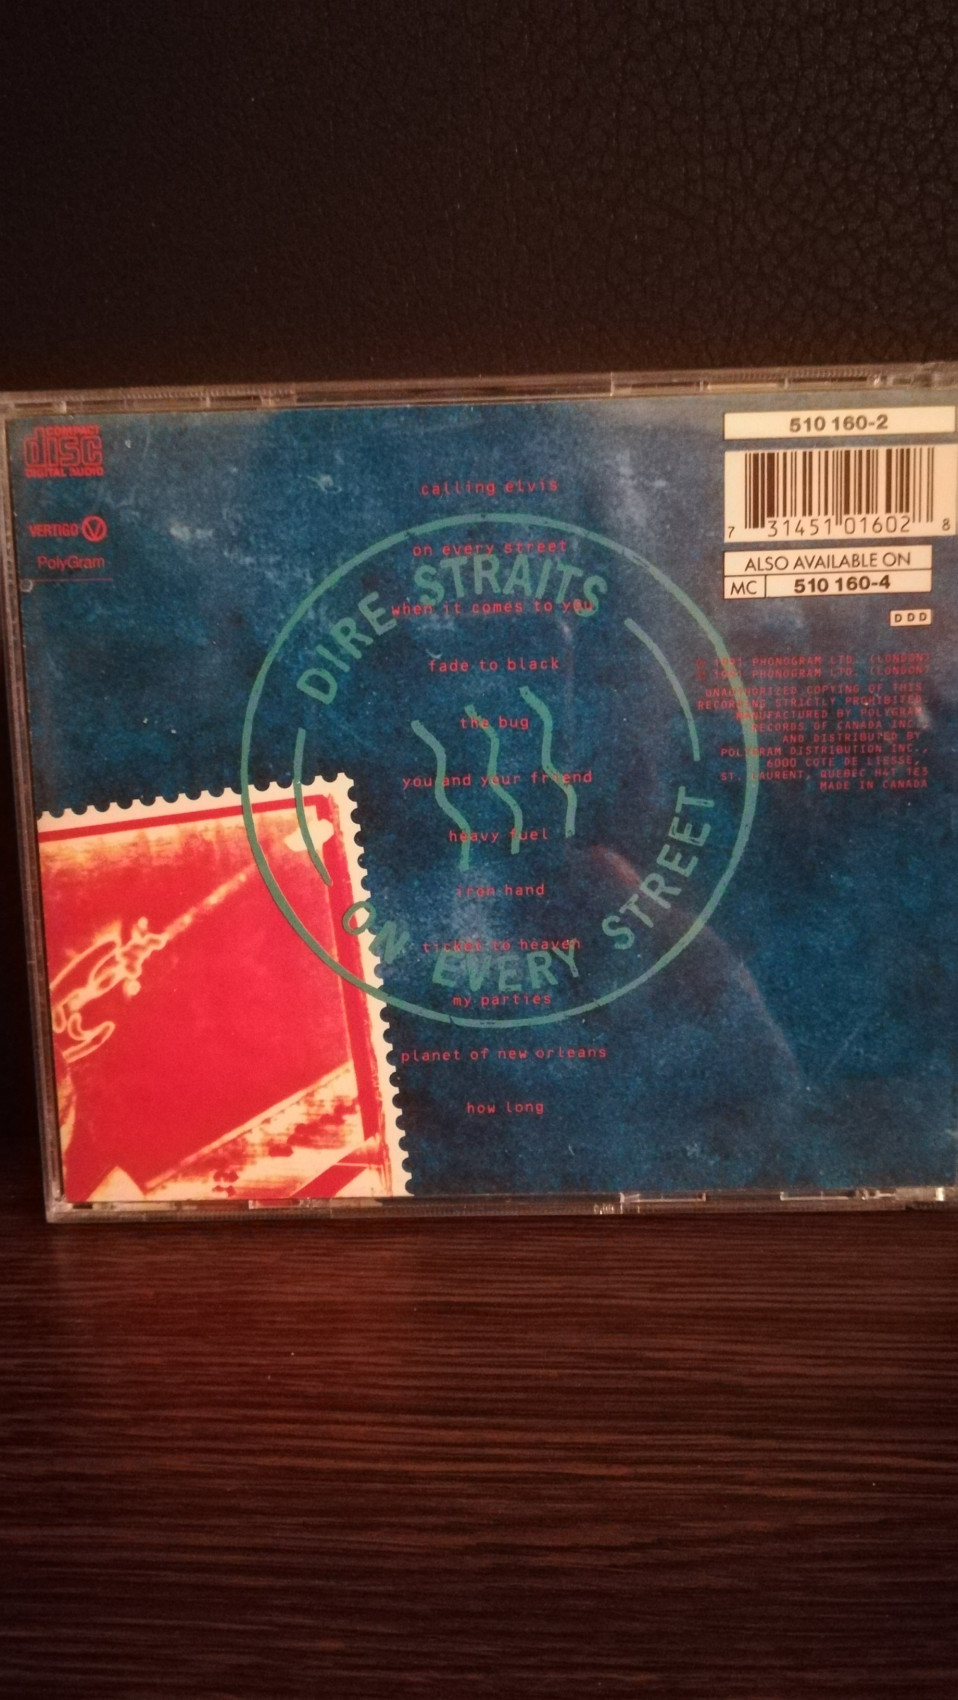 COMPACT
disc
DIGITAL AUDIO
VERTIGO V
PolyGram
DIRE STRAITS
ON EVERY STREET
calling elvis
on every street
when it comes to you
fade to black
the bug
you and your friend
heavy fuel
iron hand
ticket to heaven
my parties
planet of new orleans
how long
510 160-2
7 31451 01602 8
ALSO AVAILABLE ON
MC 510 160-4
DDD
℗ 1991 PHONOGRAM LTD. (LONDON)
© 1991 PHONOGRAM LTD. (LONDON)
UNAUTHORIZED COPYING OF THIS
RECORDING STRICTLY PROHIBITED
MANUFACTURED BY POLYGRAM
RECORDS OF CANADA INC.
AND DISTRIBUTED BY
POLYGRAM DISTRIBUTION INC.,
6000 COTE DE LIESSE,
ST. LAURENT, QUEBEC H4T 1E3
MADE IN CANADA